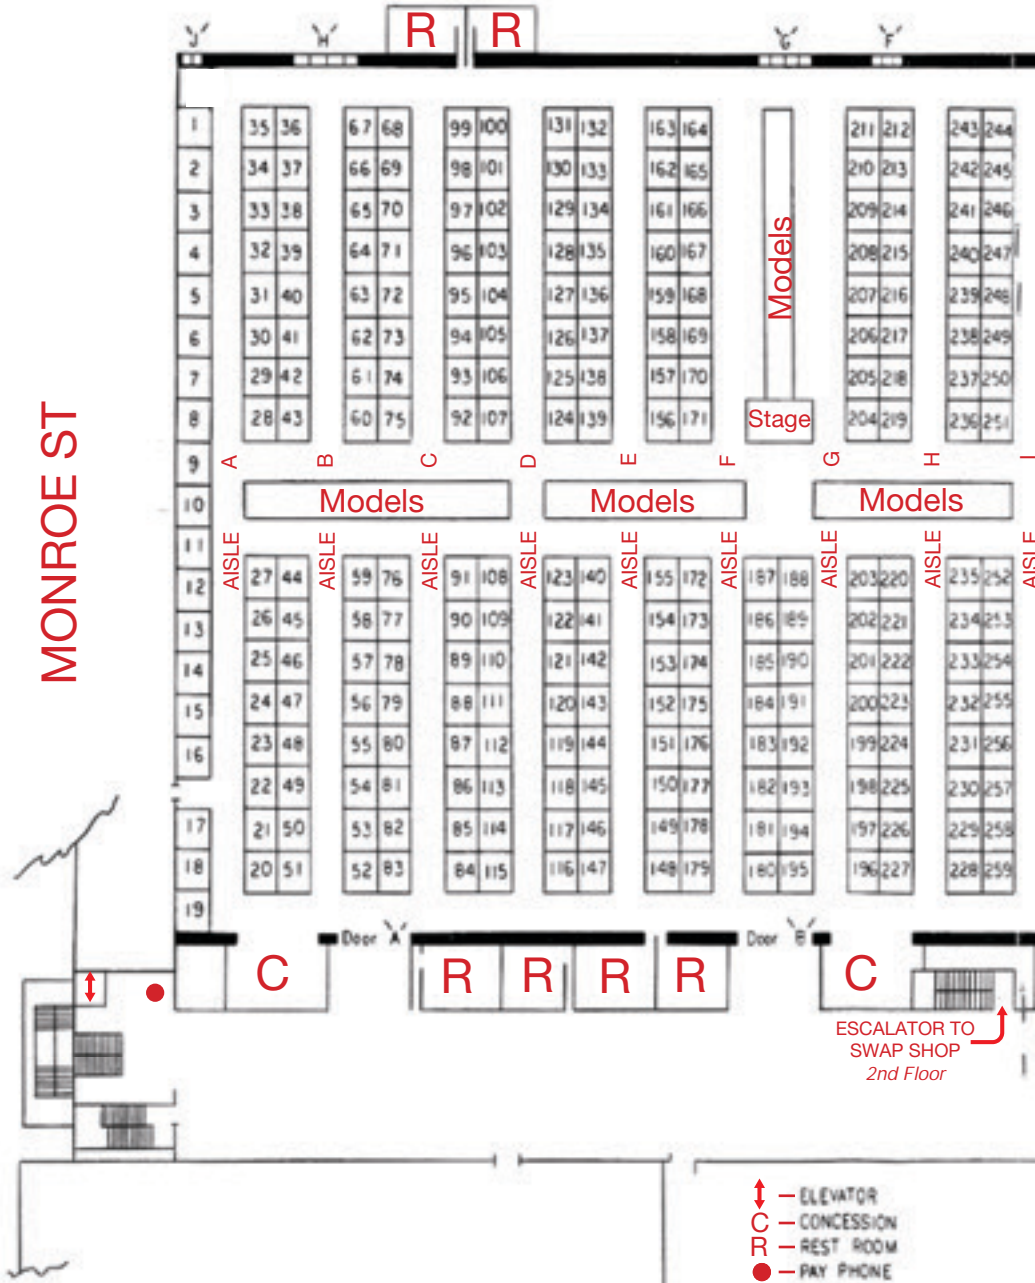 'J' 'H' R R 'G' 'F'
1 35 36 67 68 99 100 131 132 163 164 211 212 243 244
2 34 37 66 69 98 101 130 133 162 165 210 213 242 245
3 33 38 65 70 97 102 129 134 161 166 209 214 241 246
4 32 39 64 71 96 103 128 135 160 167 208 215 240 247
5 31 40 63 72 95 104 127 136 159 168 207 216 239 248
6 30 41 62 73 94 105 126 137 158 169 206 217 238 249
7 29 42 61 74 93 106 125 138 157 170 205 218 237 250
8 28 43 60 75 92 107 124 139 156 171 204 219 236 251
Models
Stage
MONROE ST
9 A B C D E F G H I
10 Models Models Models
11
AISLE AISLE AISLE AISLE AISLE AISLE AISLE AISLE AISLE
12 27 44 59 76 91 108 123 140 155 172 187 188 203 220 235 252
13 26 45 58 77 90 109 122 141 154 173 186 189 202 221 234 253
14 25 46 57 78 89 110 121 142 153 174 185 190 201 222 233 254
15 24 47 56 79 88 111 120 143 152 175 184 191 200 223 232 255
16 23 48 55 80 87 112 119 144 151 176 183 192 199 224 231 256
22 49 54 81 86 113 118 145 150 177 182 193 198 225 230 257
17 21 50 53 82 85 114 117 146 149 178 181 194 197 226 229 258
18 20 51 52 83 84 115 116 147 148 179 180 195 196 227 228 259
19
Door 'A' Door 'B'
C R R R R C
ESCALATOR TO
SWAP SHOP
2nd Floor
– ELEVATOR
C – CONCESSION
R – REST ROOM
– PAY PHONE